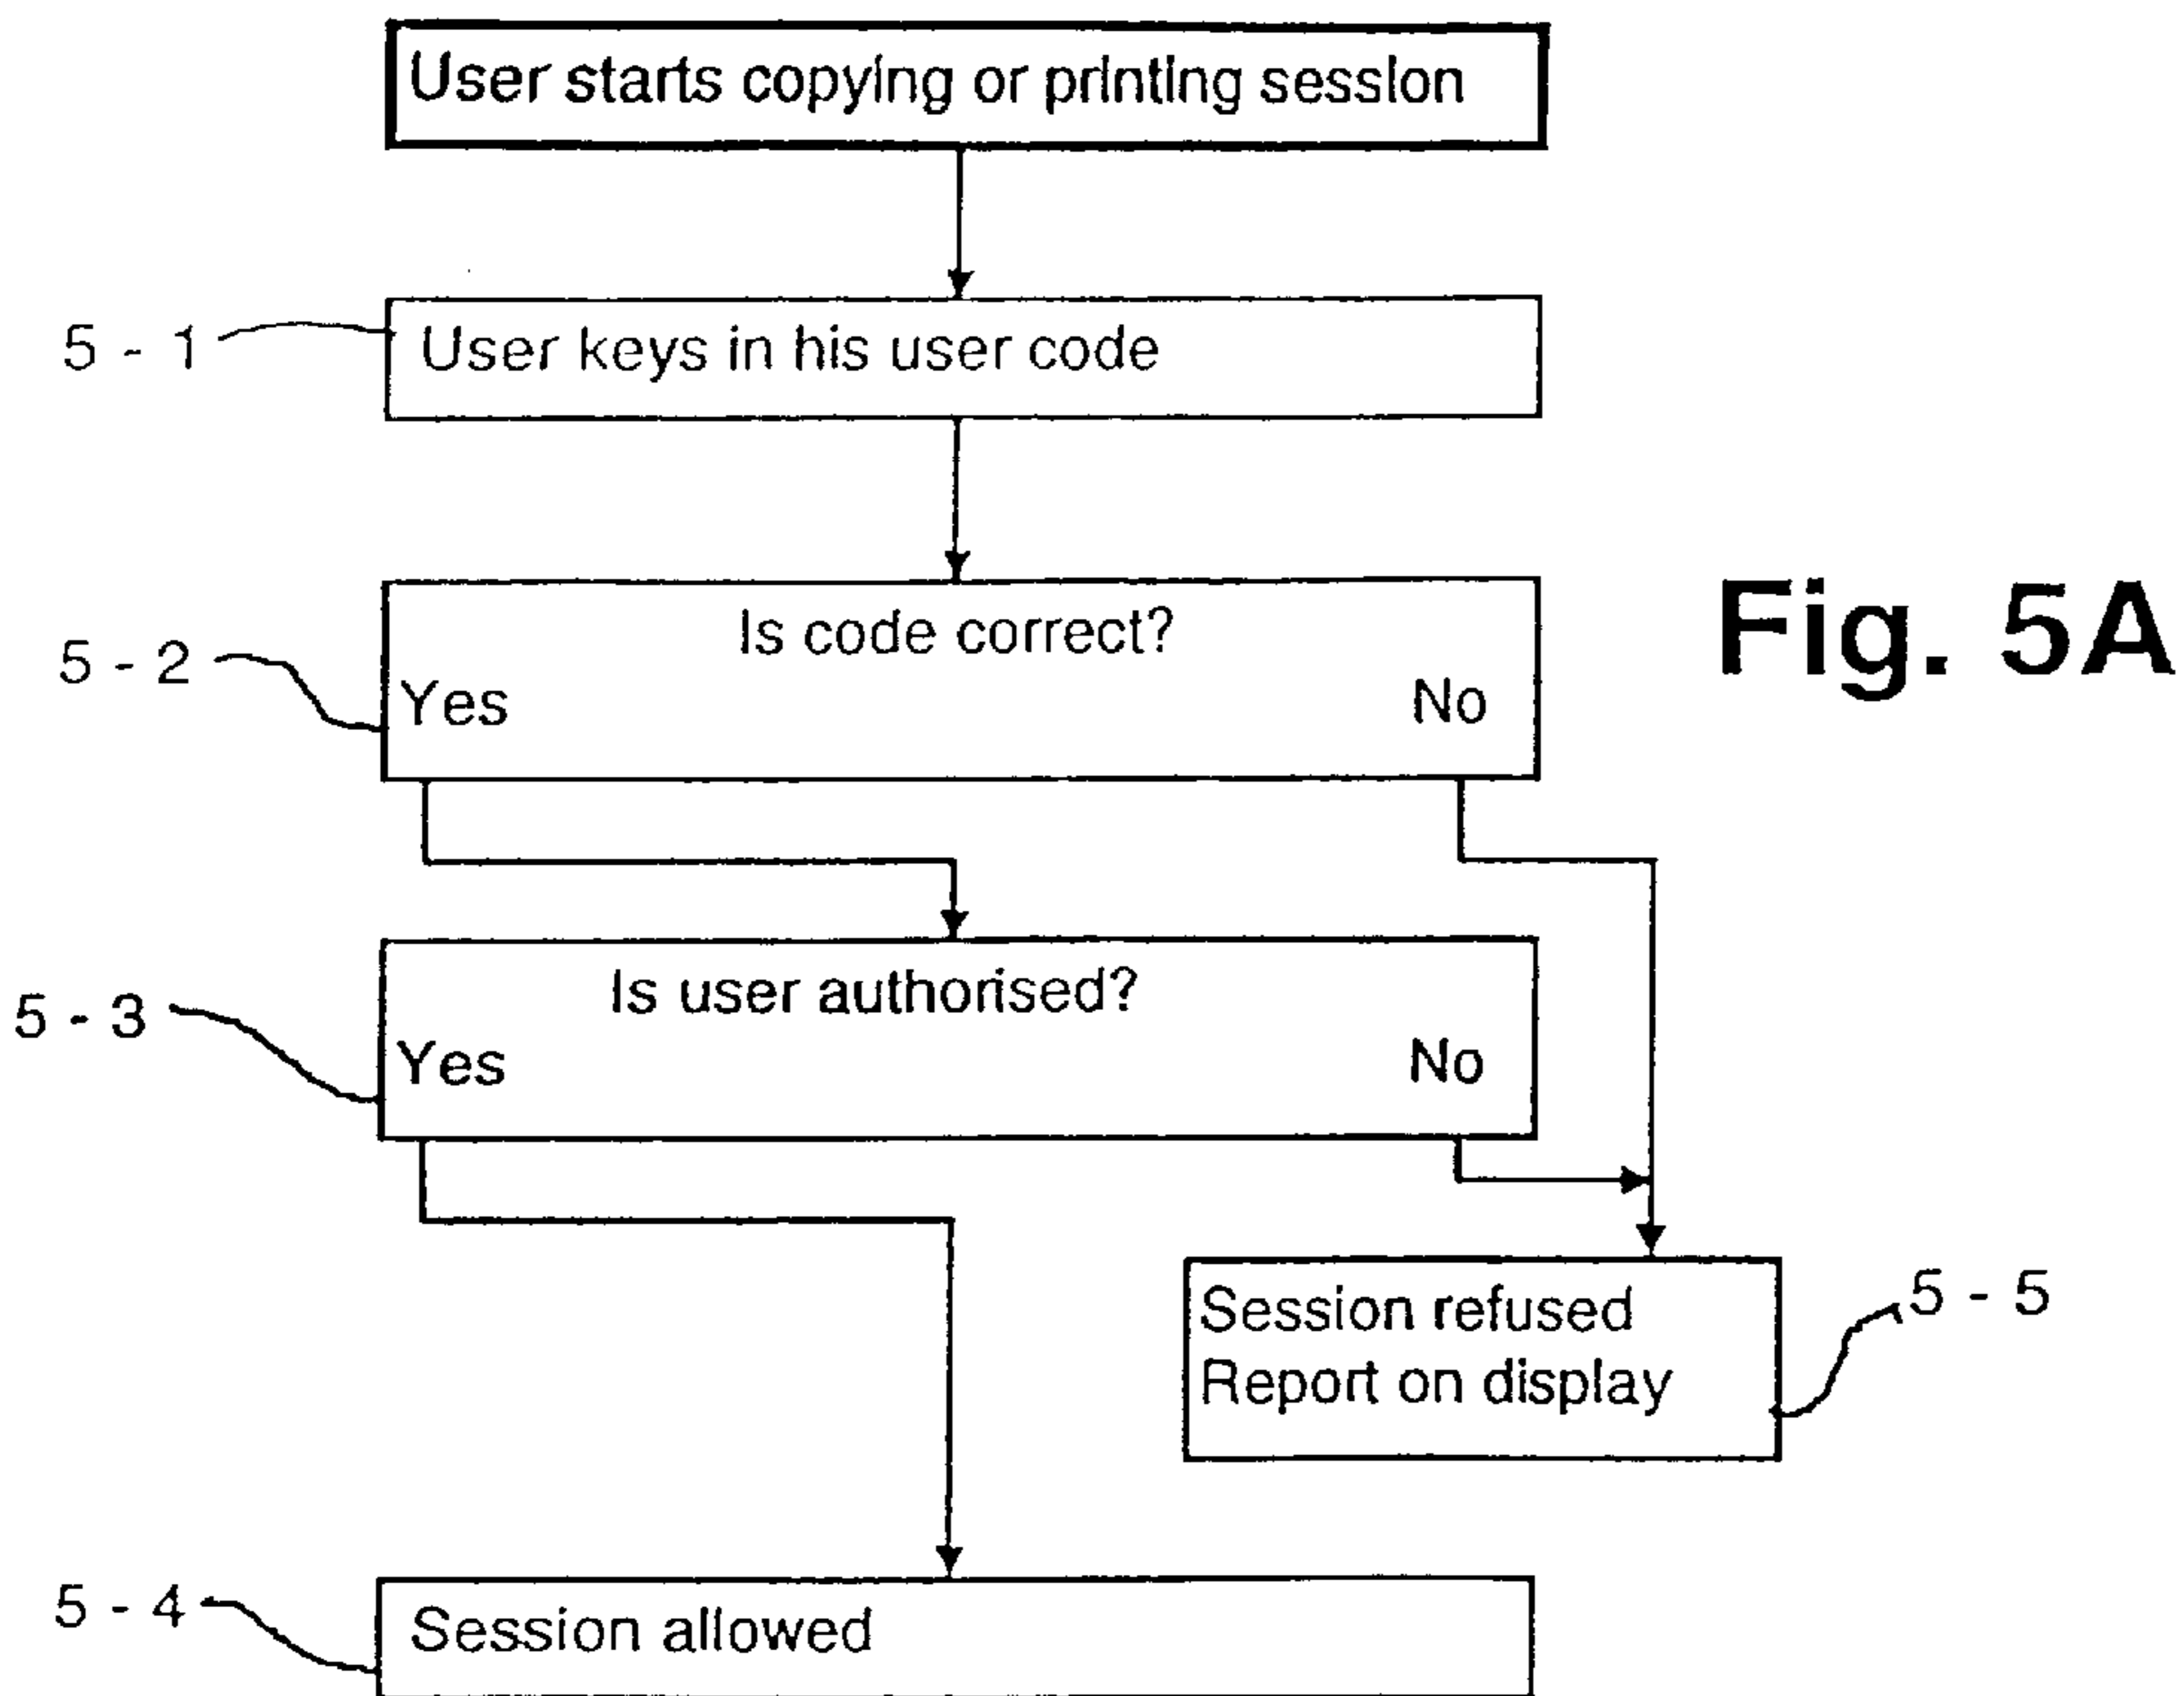 User starts copying or printing session
5 - 1
User keys in his user code
Fig. 5A
5 - 2
Is code correct?
Yes No
5 - 3
Is user authorised?
Yes No
Session refused
Report on display
5 - 5
5 - 4
Session allowed